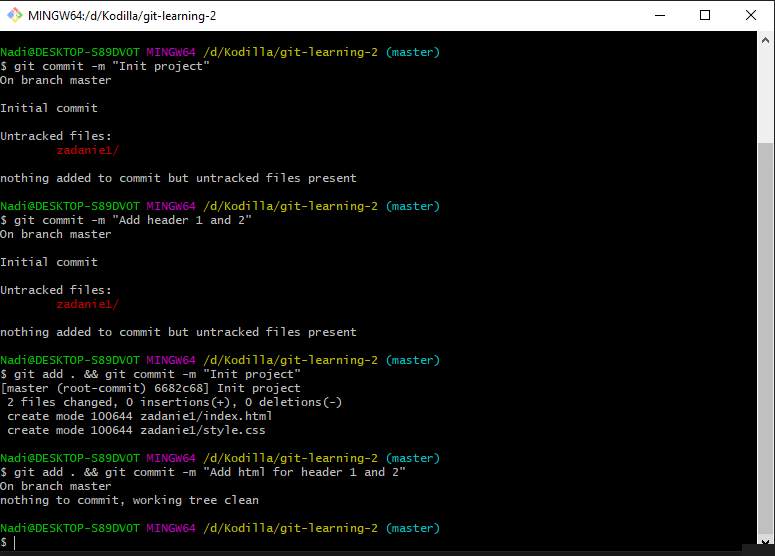 MINGW64:/d/Kodilla/git-learning-2
Nadi@DESKTOP-S89DVOT MINGW64 /d/Kodilla/git-learning-2 (master)
$ git commit -m "Init project"
On branch master
Initial commit
Untracked files:
zadanie1/
nothing added to commit but untracked files present
Nadi@DESKTOP-S89DVOT MINGW64 /d/Kodilla/git-learning-2 (master)
$ git commit -m "Add header 1 and 2"
On branch master
Initial commit
Untracked files:
zadanie1/
nothing added to commit but untracked files present
Nadi@DESKTOP-S89DVOT MINGW64 /d/Kodilla/git-learning-2 (master)
$ git add . && git commit -m "Init project"
[master (root-commit) 6682c68] Init project
2 files changed, 0 insertions(+), 0 deletions(-)
create mode 100644 zadanie1/index.html
create mode 100644 zadanie1/style.css
Nadi@DESKTOP-S89DVOT MINGW64 /d/Kodilla/git-learning-2 (master)
$ git add . && git commit -m "Add html for header 1 and 2"
On branch master
nothing to commit, working tree clean
Nadi@DESKTOP-S89DVOT MINGW64 /d/Kodilla/git-learning-2 (master)
$